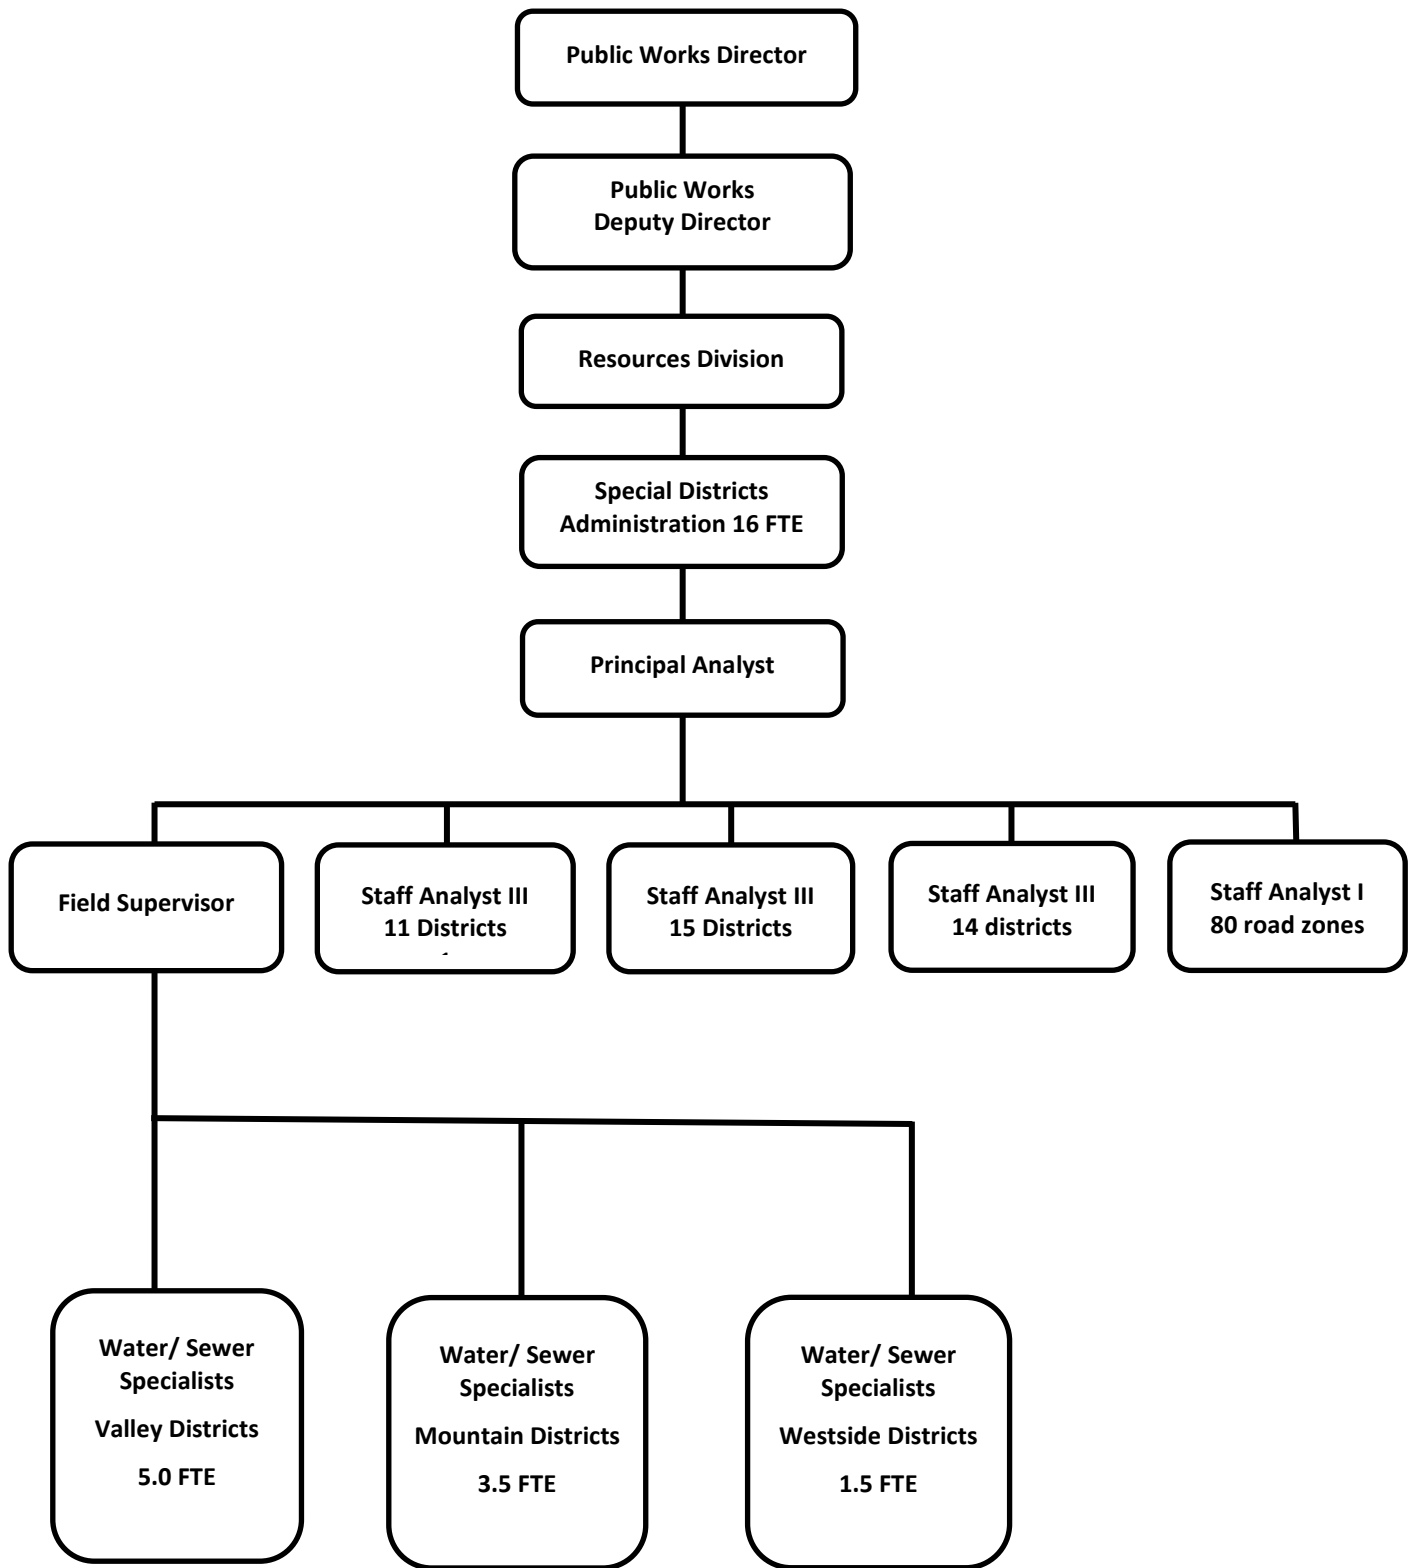 Public Works Director
Public Works
Deputy Director
Resources Division
Special Districts
Administration 16 FTE
Principal Analyst
Field Supervisor
Staff Analyst III
11 Districts
Staff Analyst III
15 Districts
Staff Analyst III
14 districts
Staff Analyst I
80 road zones
Water/ Sewer
Specialists
Valley Districts
5.0 FTE
Water/ Sewer
Specialists
Mountain Districts
3.5 FTE
Water/ Sewer
Specialists
Westside Districts
1.5 FTE